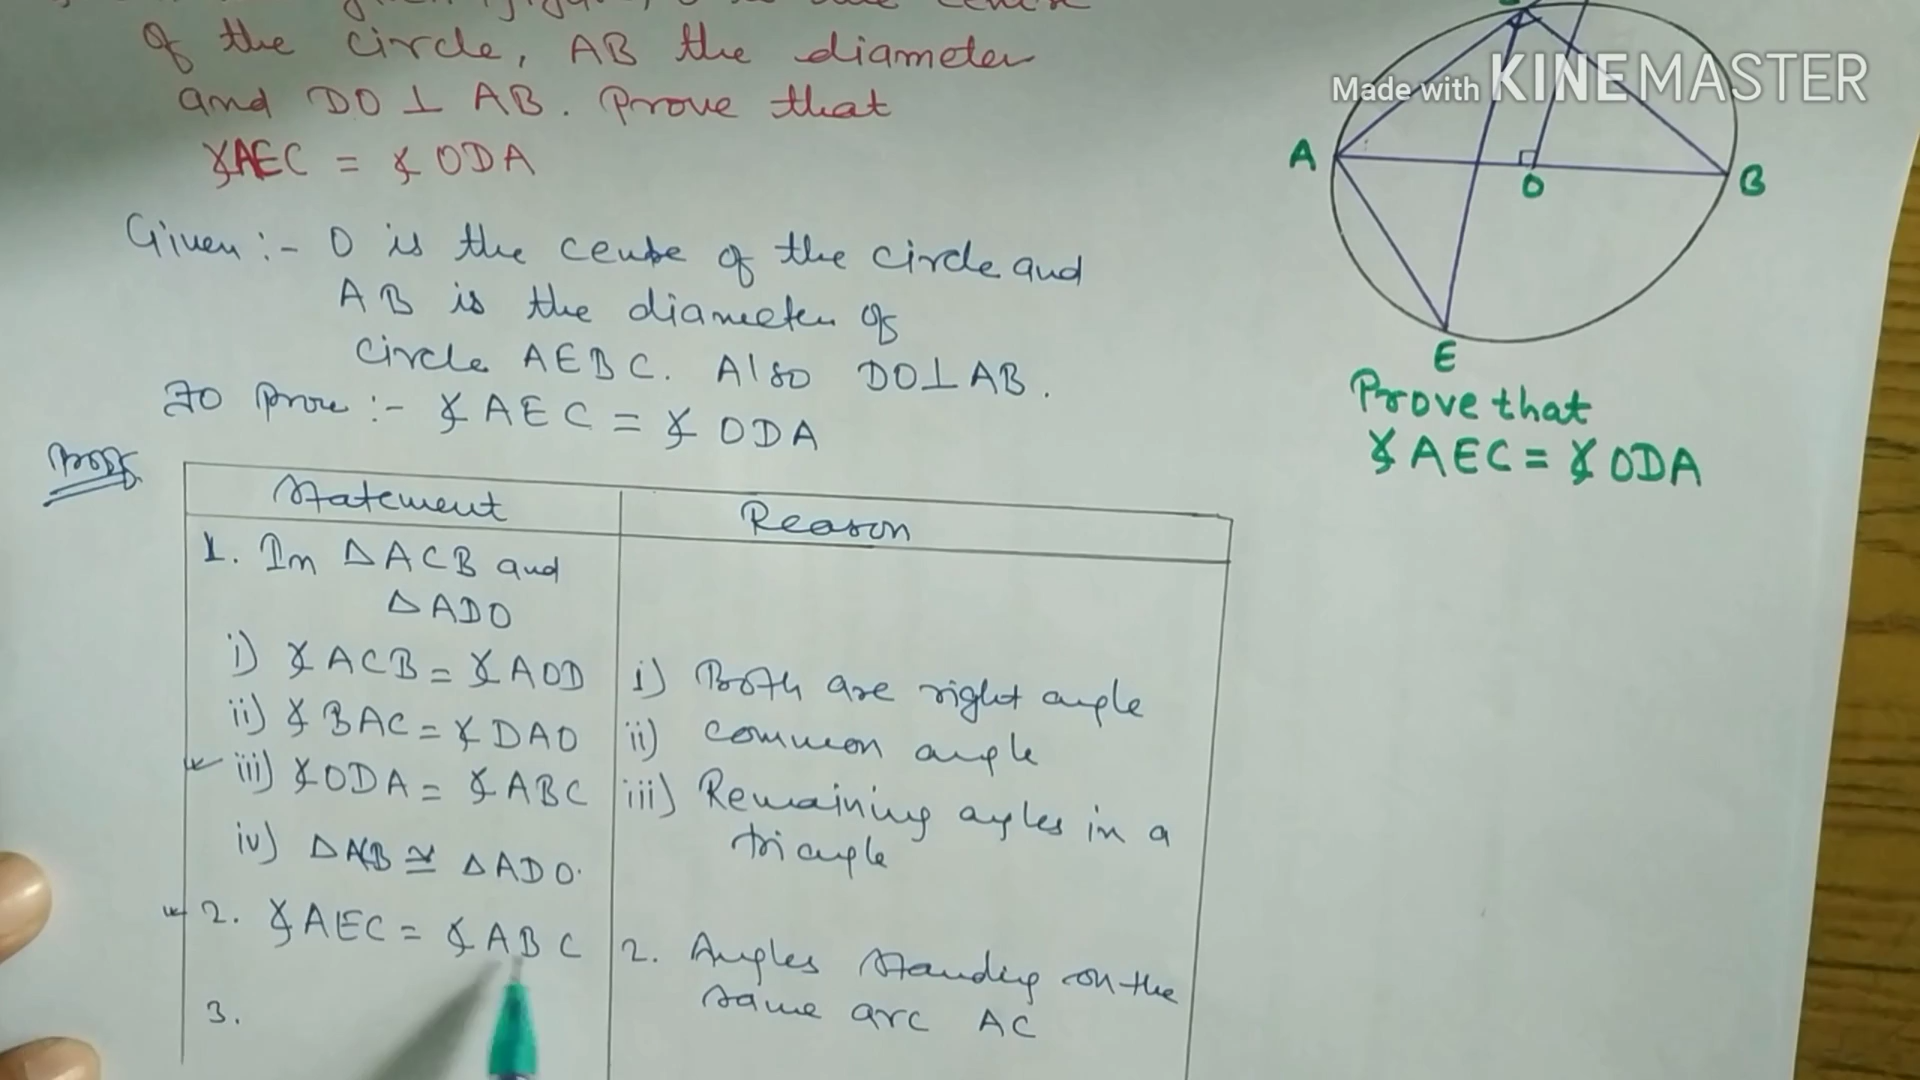 of the circle, AB the diameter
and DO ⊥ AB. Prove that
∡AEC = ∡ ODA
Given :- O is the centre of the circle and
AB is the diameter of
circle AEBC. Also DO⊥AB.
To prove :- ∡ AEC = ∡ ODA
Proof
Statement Reason
1. In △ACB and
△ADO
i) ∡ACB = ∡AOD i) Both are right angle
ii) ∡BAC = ∡DAO ii) common angle
iii) ∡ODA = ∡ABC iii) Remaining angles in a
triangle
iv) △ACB ≅ △ADO.
2. ∡AEC = ∡ABC 2. Angles standing on the
same arc AC
3.
Made with KINEMASTER
A
O
B
E
Prove that
∡AEC = ∡ODA